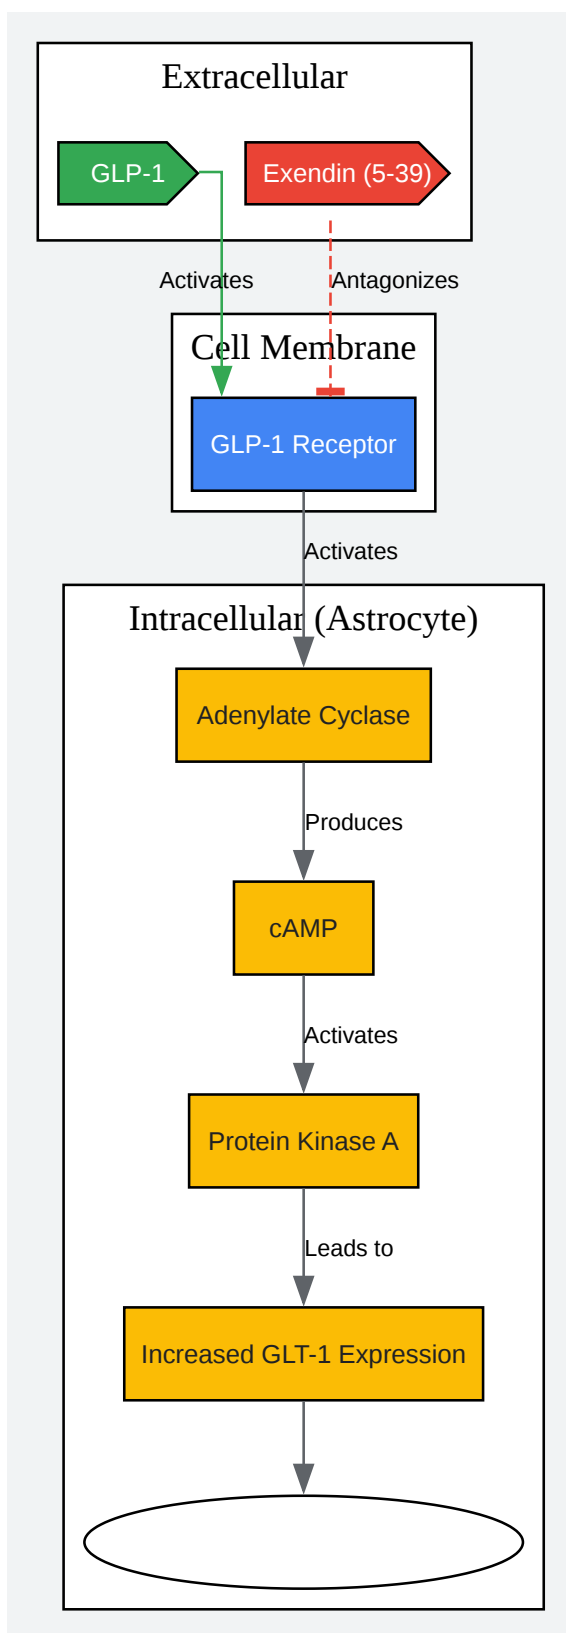 Extracellular
GLP-1
Exendin (5-39)
Activates
Antagonizes
Cell Membrane
GLP-1 Receptor
Activates
Intracellular (Astrocyte)
Adenylate Cyclase
Produces
cAMP
Activates
Protein Kinase A
Leads to
Increased GLT-1 Expression